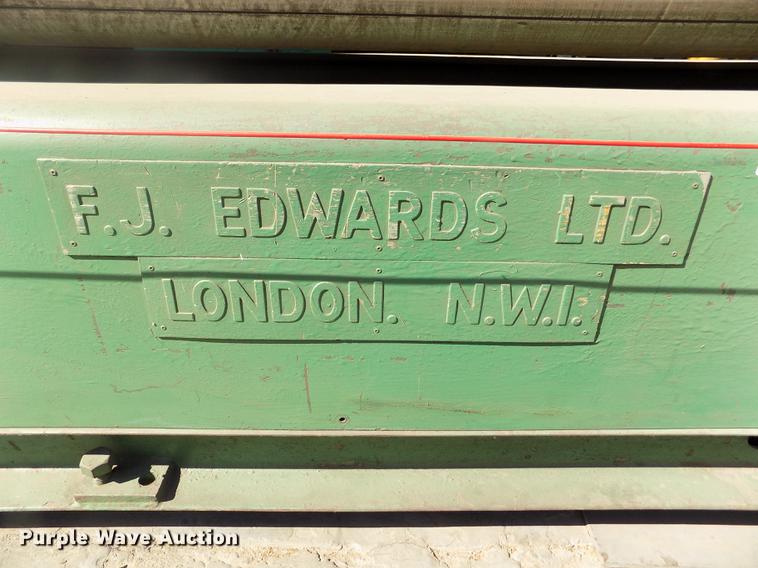 F.J. EDWARDS LTD.
LONDON. N.W.I.
Purple Wave Auction